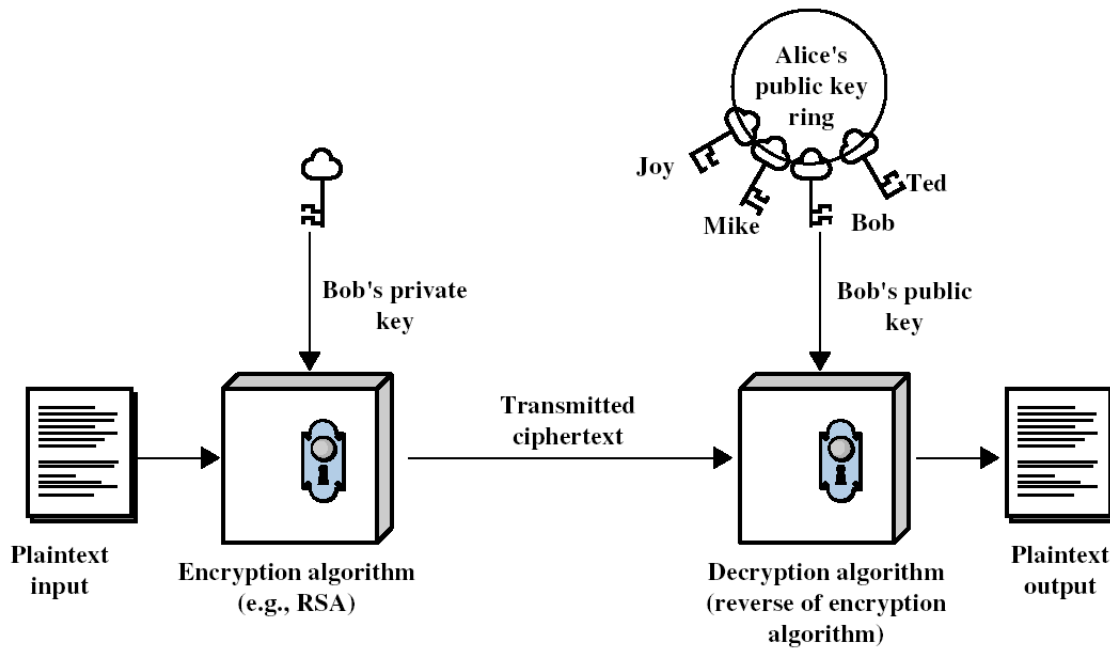 Alice's
public key
ring
Joy
Mike
Bob
Ted
Bob's private
key
Bob's public
key
Transmitted
ciphertext
Plaintext
input
Encryption algorithm
(e.g., RSA)
Decryption algorithm
(reverse of encryption
algorithm)
Plaintext
output